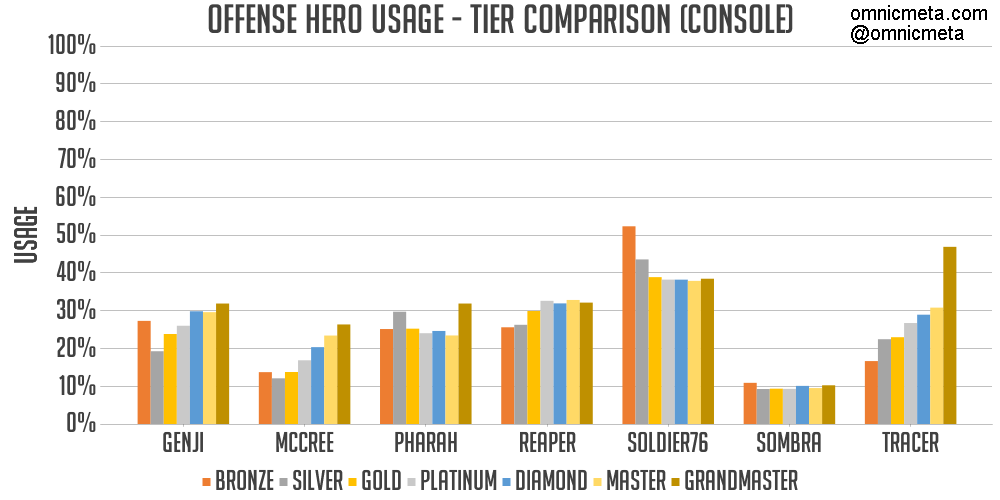 OFFENSE HERO USAGE - TIER COMPARISON (CONSOLE)
omnicmeta.com
@omnicmeta
100%
90%
80%
70%
60%
50%
40%
30%
20%
10%
0%
USAGE
GENJI MCCREE PHARAH REAPER SOLDIER76 SOMBRA TRACER
BRONZE SILVER GOLD PLATINUM DIAMOND MASTER GRANDMASTER